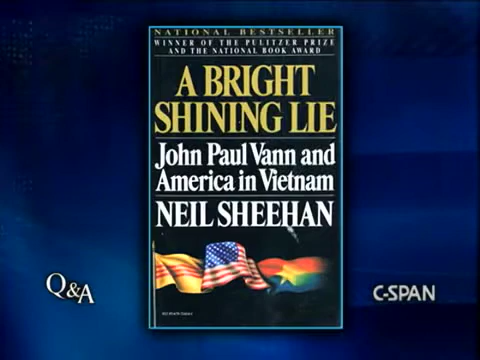 NATIONAL BESTSELLER
WINNER OF THE PULITZER PRIZE
AND THE NATIONAL BOOK AWARD
A BRIGHT
SHINING LIE
John Paul Vann and
America in Vietnam
NEIL SHEEHAN
Q&A
C-SPAN